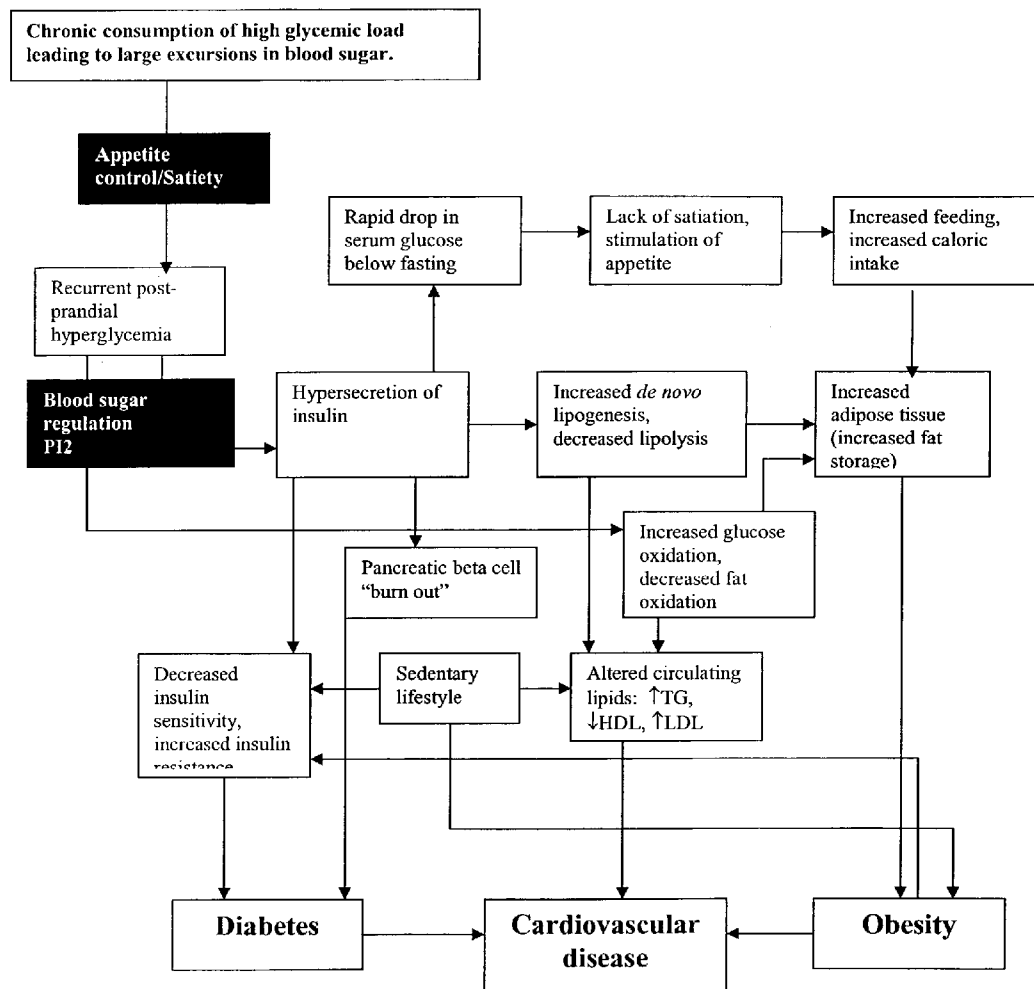 Chronic consumption of high glycemic load
leading to large excursions in blood sugar.
Appetite
control/Satiety
Rapid drop in
serum glucose
below fasting
Lack of satiation,
stimulation of
appetite
Increased feeding,
increased caloric
intake
Recurrent post-
prandial
hyperglycemia
Blood sugar
regulation
PI2
Hypersecretion of
insulin
Increased de novo
lipogenesis,
decreased lipolysis
Increased
adipose tissue
(increased fat
storage)
Increased glucose
oxidation,
decreased fat
oxidation
Pancreatic beta cell
“burn out”
Decreased
insulin
sensitivity,
increased insulin
resistance
Sedentary
lifestyle
Altered circulating
lipids: ↑TG,
↓HDL, ↑LDL
Diabetes
Cardiovascular
disease
Obesity